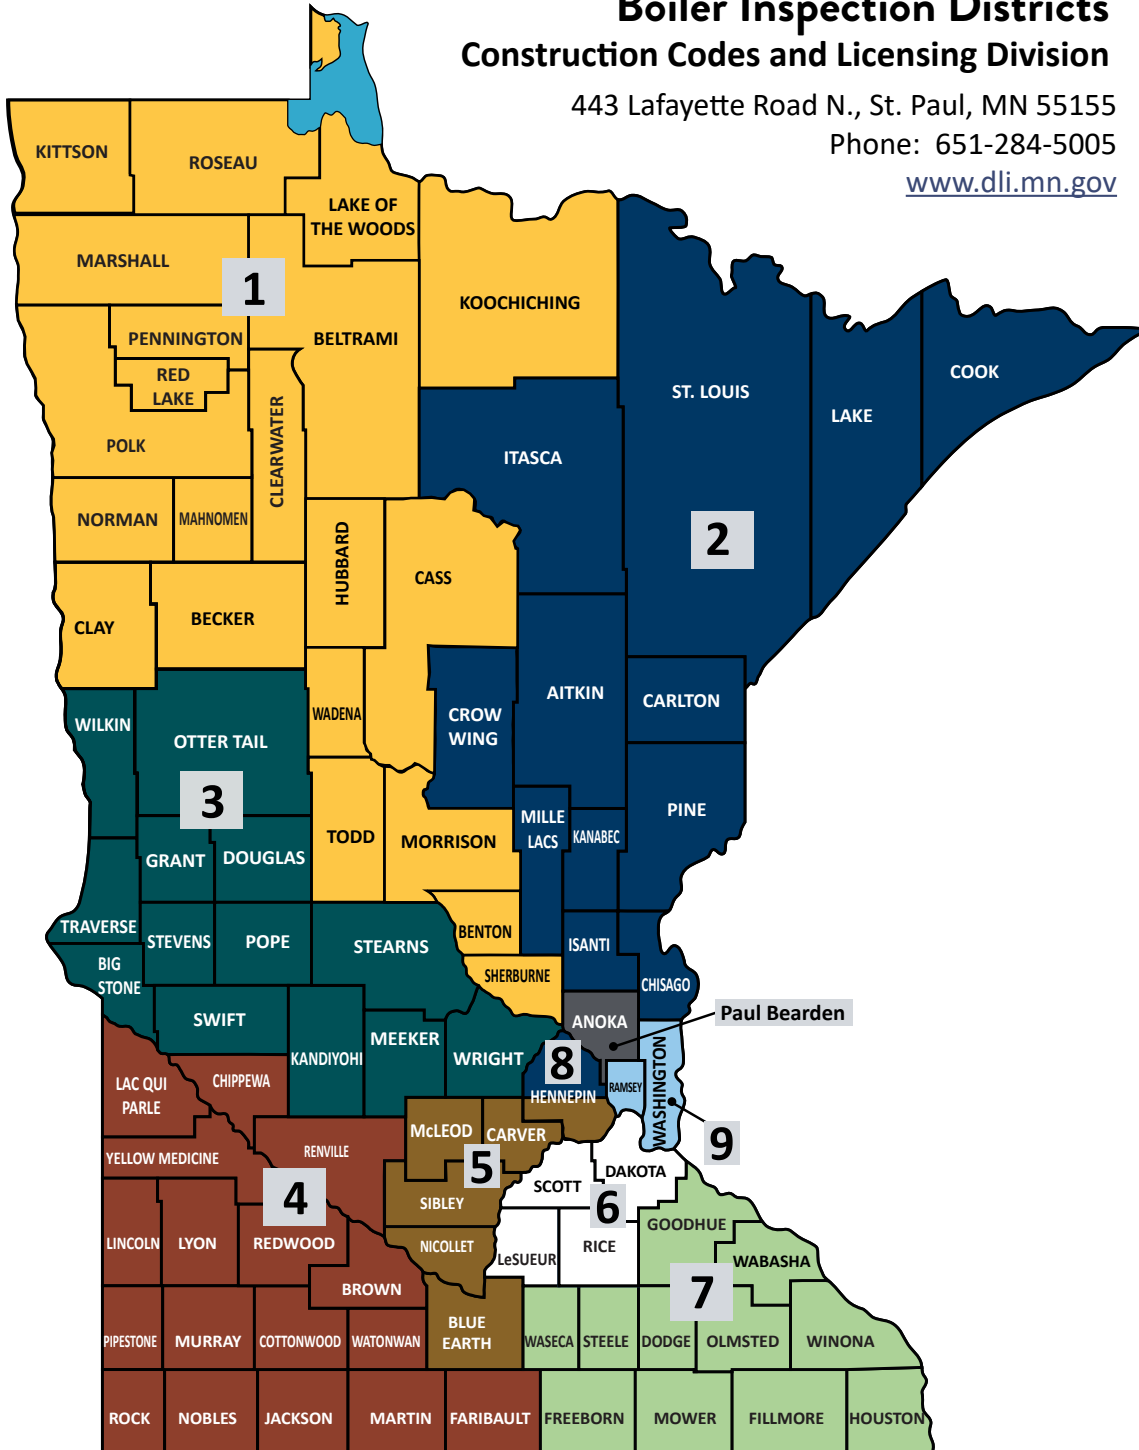 Boiler Inspection Districts
Construction Codes and Licensing Division
443 Lafayette Road N., St. Paul, MN 55155
Phone: 651-284-5005
www.dli.mn.gov
KITTSON
ROSEAU
LAKE OF
THE WOODS
MARSHALL
1
KOOCHICHING
PENNINGTON
BELTRAMI
RED
LAKE
ST. LOUIS
COOK
LAKE
POLK
CLEARWATER
ITASCA
NORMAN
MAHNOMEN
2
HUBBARD
CASS
CLAY
BECKER
AITKIN
CARLTON
WILKIN
OTTER TAIL
WADENA
CROW
WING
3
PINE
MILLE
LACS
KANABEC
TODD
MORRISON
GRANT
DOUGLAS
TRAVERSE
STEVENS
POPE
STEARNS
BENTON
ISANTI
BIG
STONE
SHERBURNE
CHISAGO
SWIFT
ANOKA
Paul Bearden
KANDIYOHI
MEEKER
WRIGHT
8
WASHINGTON
LAC QUI
PARLE
CHIPPEWA
HENNEPIN
RAMSEY
YELLOW MEDICINE
RENVILLE
McLEOD
CARVER
9
5
4
SIBLEY
SCOTT
DAKOTA
6
LINCOLN
LYON
REDWOOD
NICOLLET
LeSUEUR
RICE
GOODHUE
WABASHA
BROWN
7
PIPESTONE
MURRAY
COTTONWOOD
WATONWAN
BLUE
EARTH
WASECA
STEELE
DODGE
OLMSTED
WINONA
ROCK
NOBLES
JACKSON
MARTIN
FARIBAULT
FREEBORN
MOWER
FILLMORE
HOUSTON